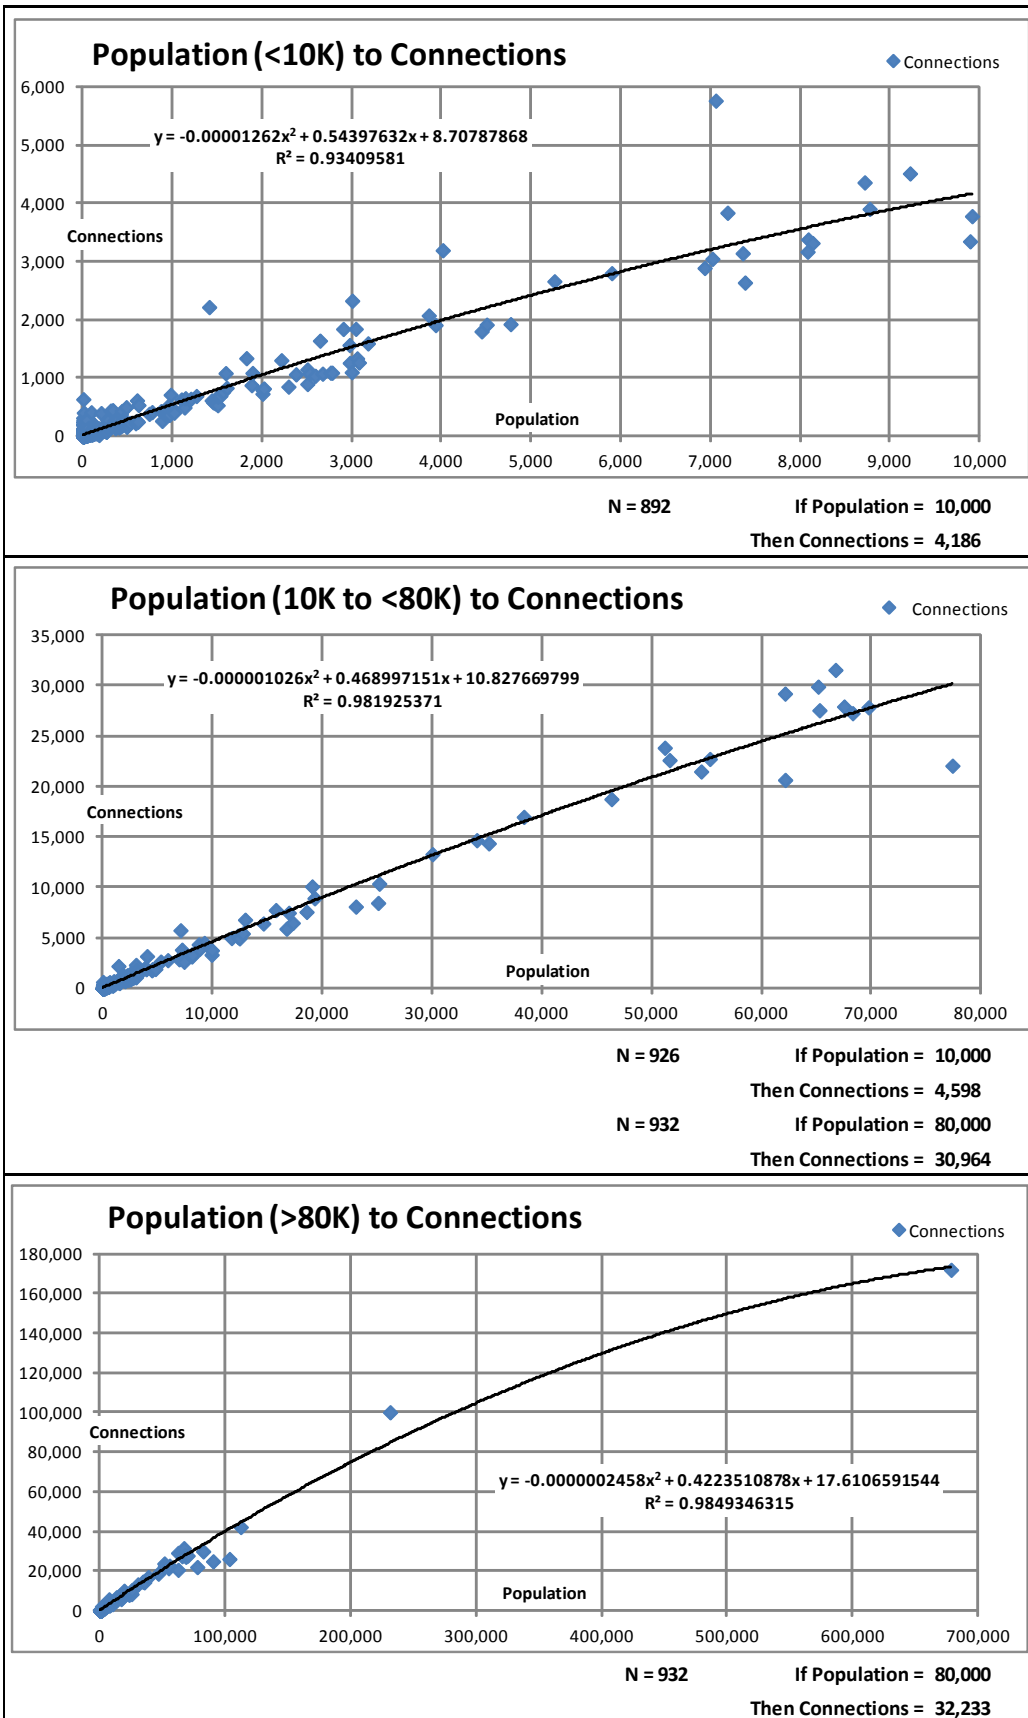 Population (<10K) to Connections
Connections
6,000
y = -0.00001262x² + 0.54397632x + 8.70787868
R² = 0.93409581
5,000
4,000
Connections
3,000
2,000
1,000
Population
0
0 1,000 2,000 3,000 4,000 5,000 6,000 7,000 8,000 9,000 10,000
N = 892 If Population = 10,000
Then Connections = 4,186
Population (10K to <80K) to Connections
Connections
35,000
y = -0.000001026x² + 0.468997151x + 10.827669799
R² = 0.981925371
30,000
25,000
20,000
Connections
15,000
10,000
5,000
Population
0
0 10,000 20,000 30,000 40,000 50,000 60,000 70,000 80,000
N = 926 If Population = 10,000
Then Connections = 4,598
N = 932 If Population = 80,000
Then Connections = 30,964
Population (>80K) to Connections
Connections
180,000
160,000
140,000
120,000
100,000
Connections
80,000
y = -0.0000002458x² + 0.4223510878x + 17.6106591544
R² = 0.9849346315
60,000
40,000
20,000
Population
0
0 100,000 200,000 300,000 400,000 500,000 600,000 700,000
N = 932 If Population = 80,000
Then Connections = 32,233